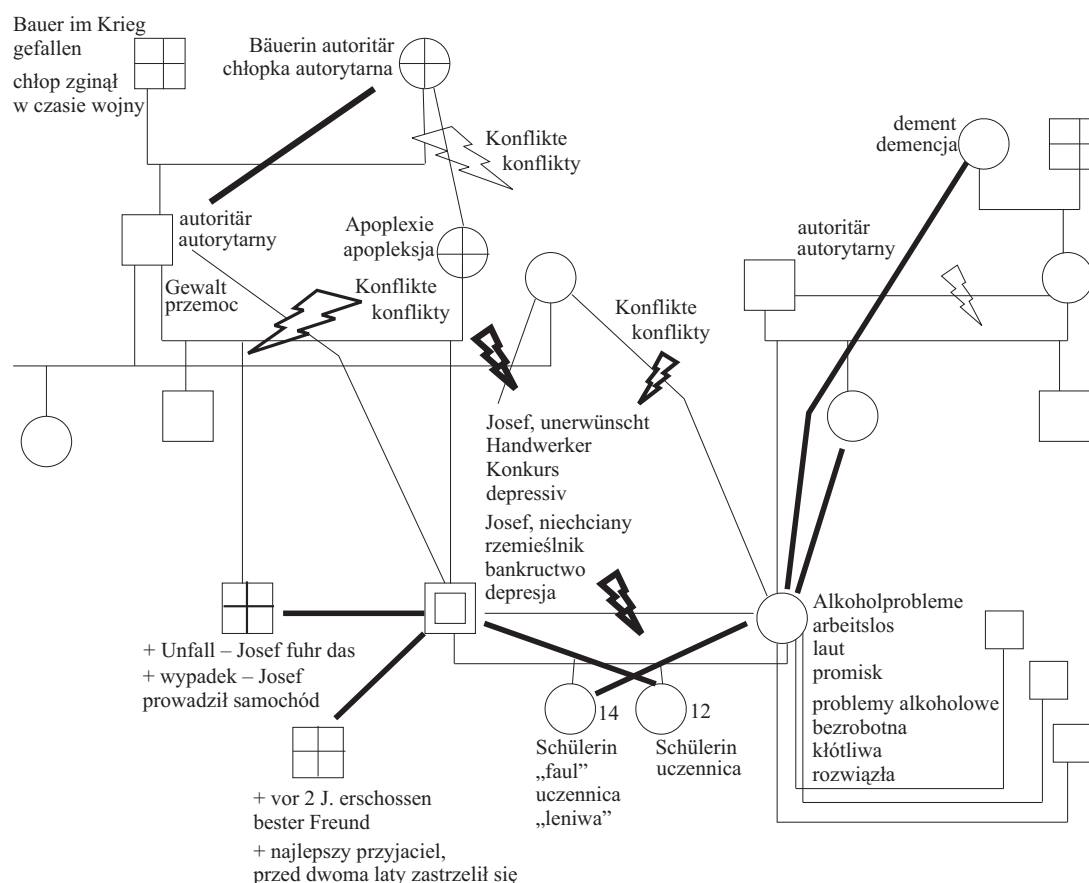 Bauer im Krieg
gefallen
chłop zginął
w czasie wojny
Bäuerin autoritär
chłopka autorytarna
Konflikte
konflikty
dement
demencja
autoritär
autorytarny
Apoplexie
apopleksja
autoritär
autorytarny
Gewalt
przemoc
Konflikte
konflikty
Konflikte
konflikty
Josef, unerwünscht
Handwerker
Konkurs
depressiv
Josef, niechciany
rzemieślnik
bankructwo
depresja
+ Unfall – Josef fuhr das
+ wypadek – Josef
prowadził samochód
+ vor 2 J. erschossen
bester Freund
+ najlepszy przyjaciel,
przed dwoma laty zastrzelił się
14
Schülerin
„faul”
uczennica
„leniwa”
12
Schülerin
uczennica
Alkoholprobleme
arbeitslos
laut
promisk
problemy alkoholowe
bezrobotna
kłótliwa
rozwiązła